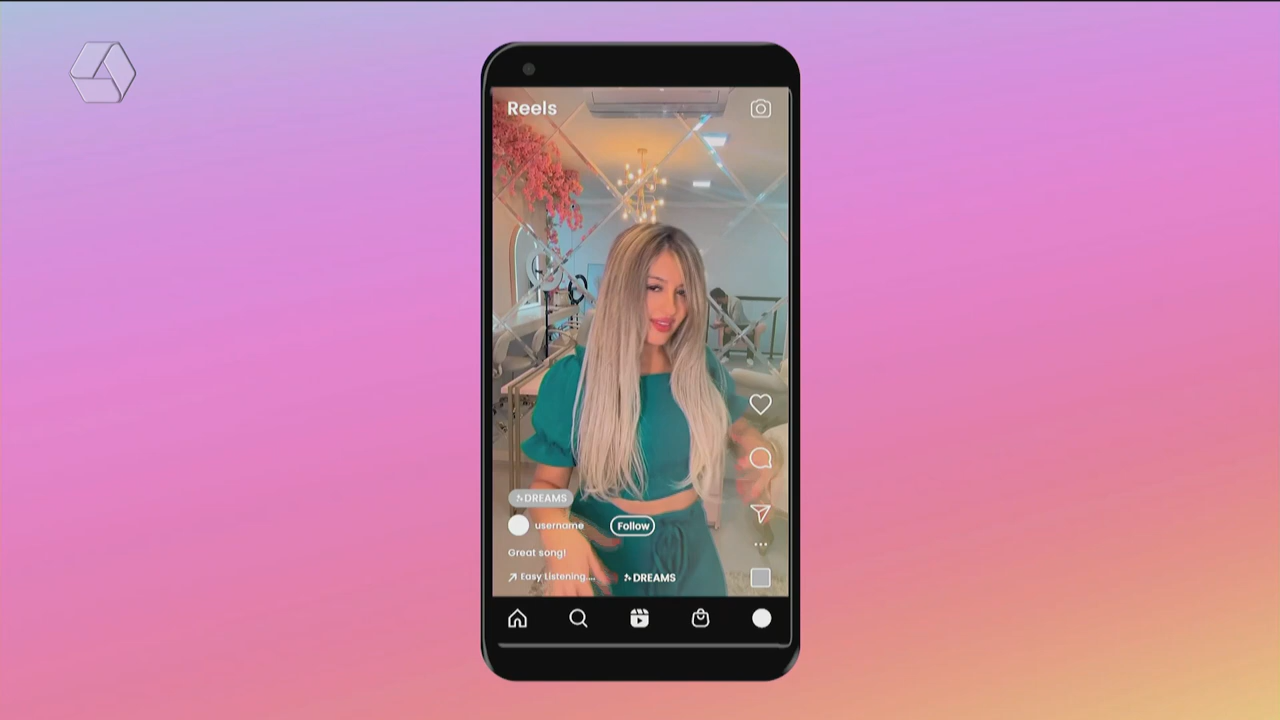 Reels
DREAMS
username Follow
Great song!
Easy Listening.... DREAMS